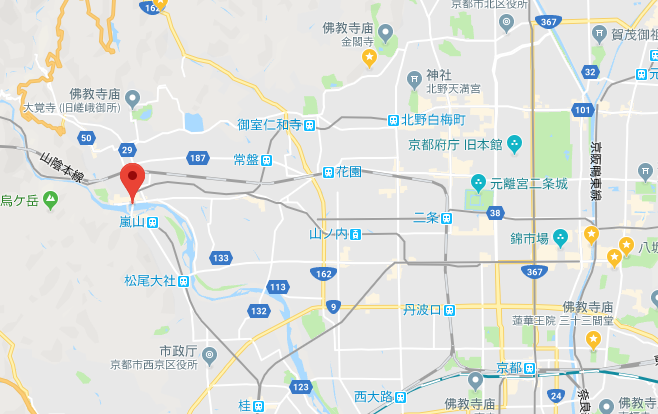 京都市北区役所
162
佛教寺庙
金閣寺
367
賀茂御祖
神社
北野天滿宮
32
佛教寺庙
大覚寺 (旧嵯峨御所)
101
50
御室仁和寺
北野白梅町
京都府庁 旧本館
29
187
常盤
花園
山陰本線
京阪鴨東線
元離宮二条城
烏ケ岳
嵐山
二条
38
山ノ内
錦市場
八坂
133
162
367
松尾大社
113
132
9
丹波口
佛教寺庙
蓮華王院 三十三間堂
市政厅
京都市西京区役所
京都
123
西大路
桂
24
佛教寺庙
佛教寺